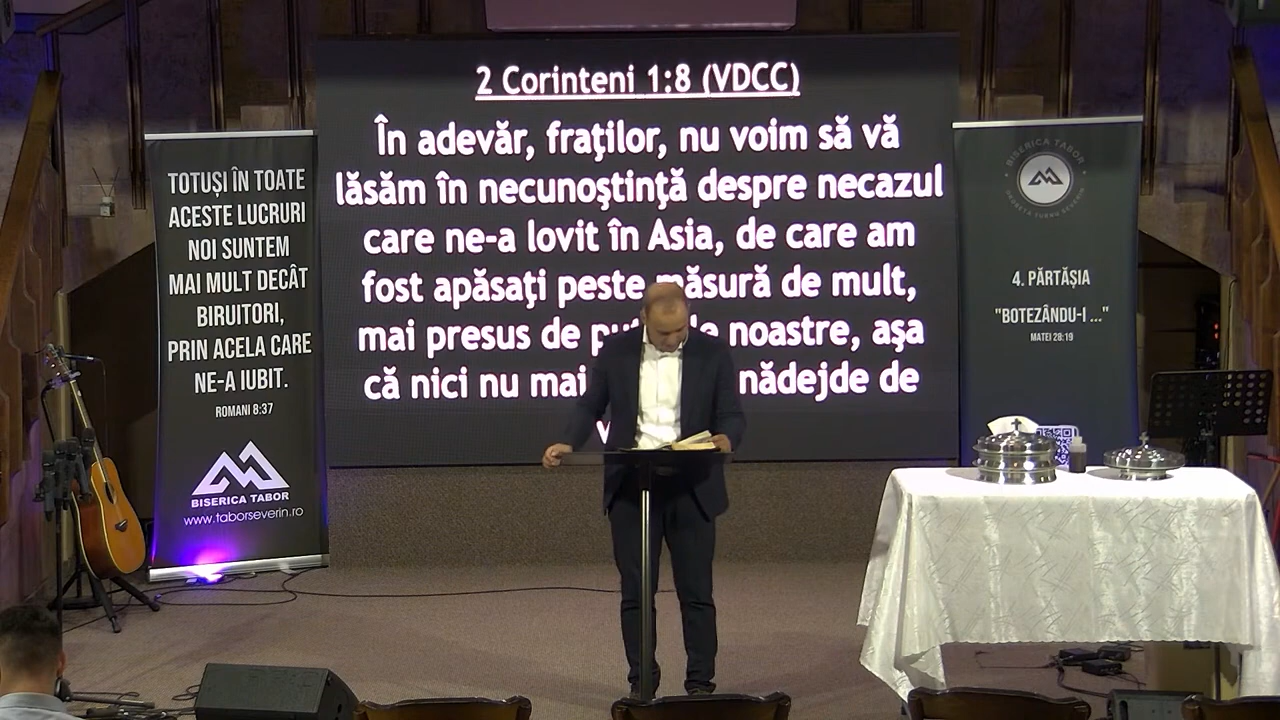 2 Corinteni 1:8 (VDCC)
În adevăr, fraţilor, nu voim să vă
lăsăm în necunoştinţă despre necazul
care ne-a lovit în Asia, de care am
fost apăsaţi peste măsură de mult,
mai presus de noastre, aşa
că nici nu mai nădejde de
TOTUȘI ÎN TOATE
ACESTE LUCRURI
NOI SUNTEM
MAI MULT DECÂT
BIRUITORI,
PRIN ACELA CARE
NE-A IUBIT.
ROMANI 8:37
BISERICA TABOR
www.taborseverin.ro
BISERICA TABOR
DROBETA TURNU SEVERIN
4. PĂRTĂȘIA
"BOTEZÂNDU-I ..."
MATEI 28:19